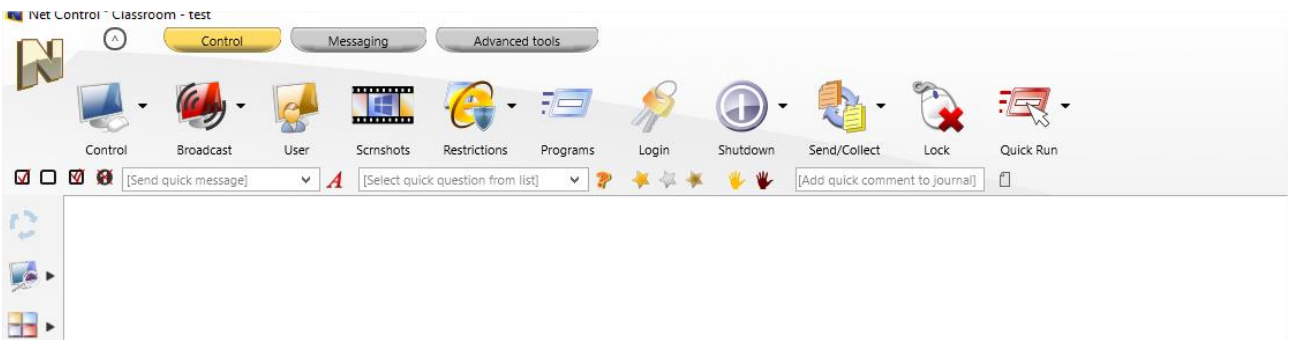 Net Control ² Classroom - test
Control Messaging Advanced tools
Control Broadcast User Scrnshots Restrictions Programs Login Shutdown Send/Collect Lock Quick Run
[Send quick message] A [Select quick question from list] ? [Add quick comment to journal]